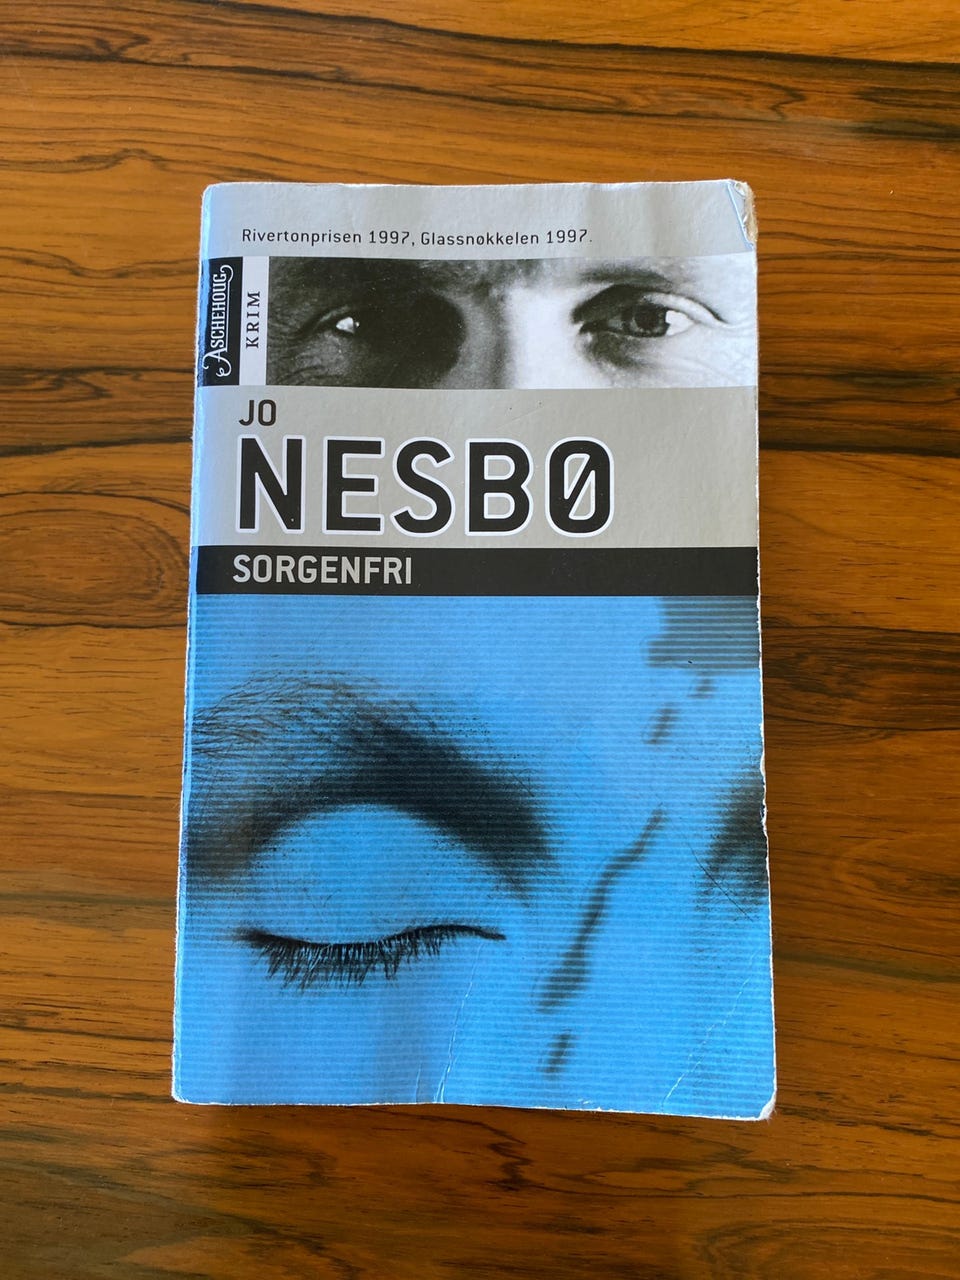 Rivertonprisen 1997, Glassnøkkelen 1997.
ASCHEHOUG
KRIM
JO
NESBØ
SORGENFRI